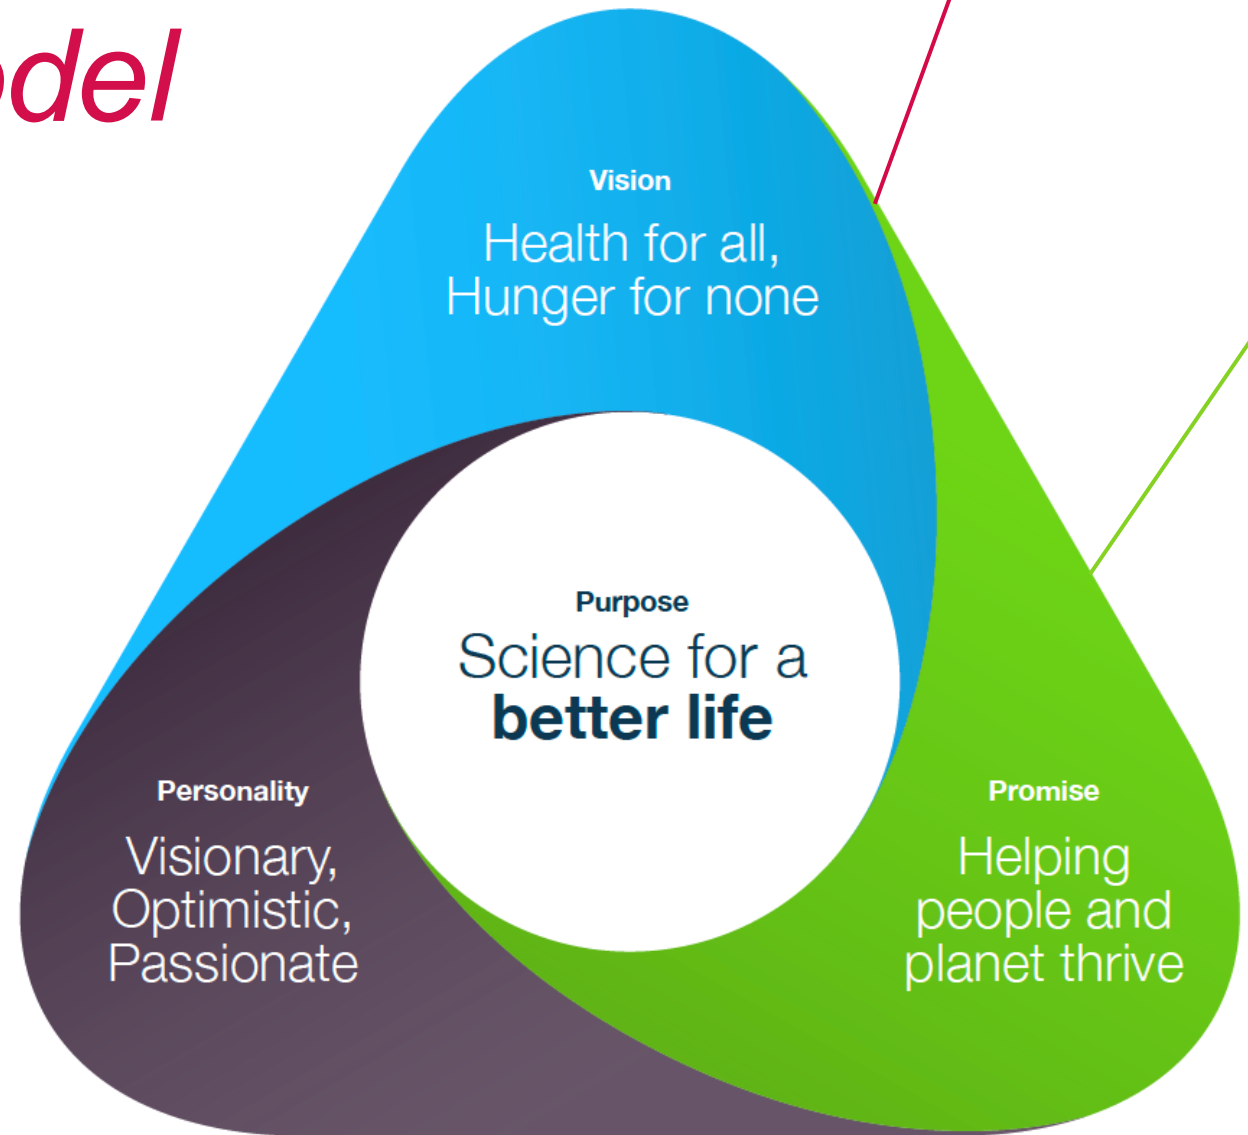 odel
Vision
Health for all,
Hunger for none
Purpose
Science for a
better life
Personality
Visionary,
Optimistic,
Passionate
Promise
Helping
people and
planet thrive